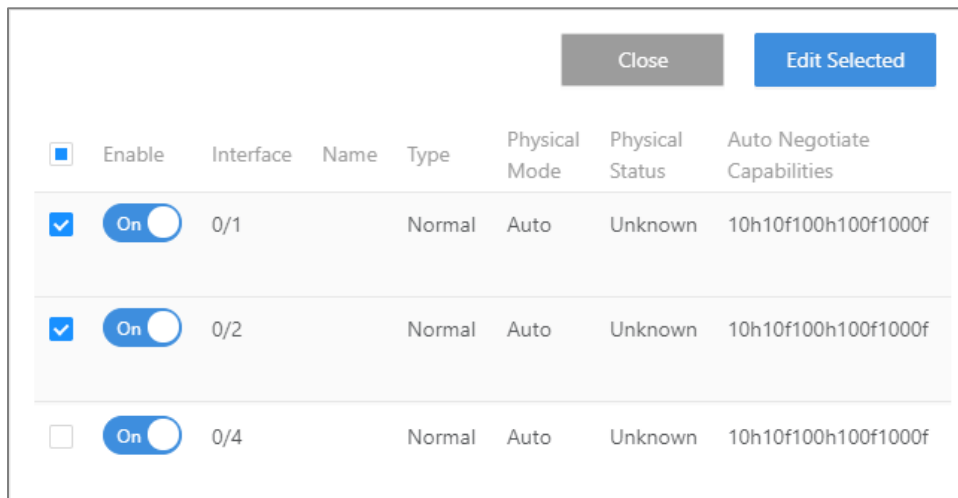 Close Edit Selected
Enable Interface Name Type Physical Mode Physical Status Auto Negotiate Capabilities
On 0/1 Normal Auto Unknown 10h10f100h100f1000f
On 0/2 Normal Auto Unknown 10h10f100h100f1000f
On 0/4 Normal Auto Unknown 10h10f100h100f1000f